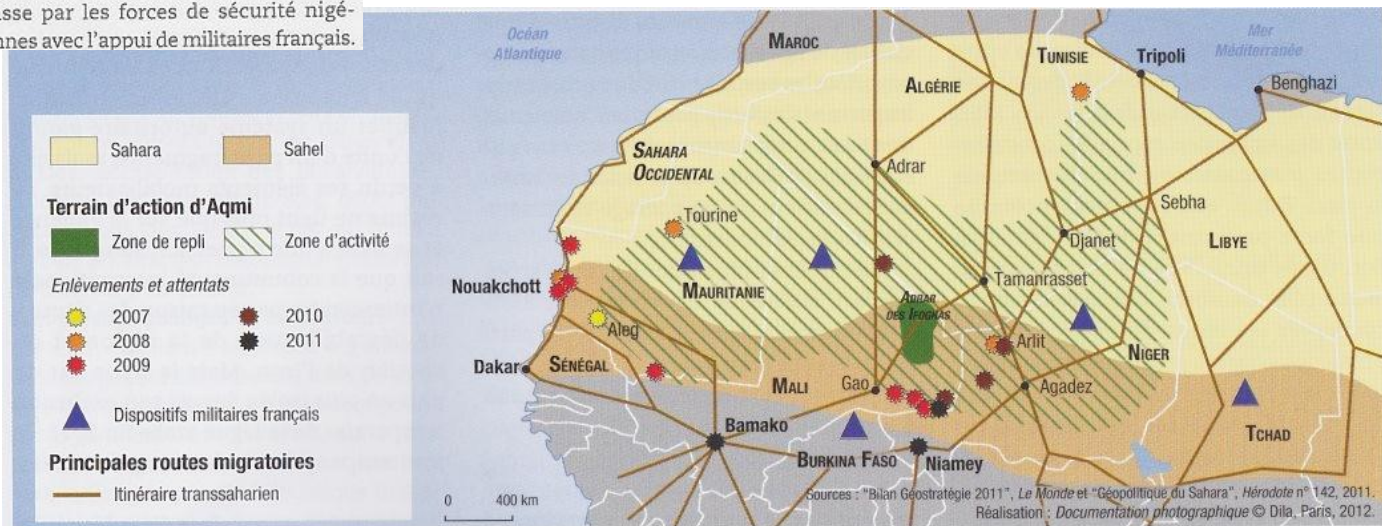 sse par les forces de sécurité nigé-
nnes avec l'appui de militaires français.
Océan
Atlantique
MAROC
TUNISIE
Tripoli
Mer
Méditerranée
Benghazi
ALGÉRIE
Sahara
Sahel
SAHARA
OCCIDENTAL
Adrar
Terrain d'action d'Aqmi
Zone de repli
Zone d'activité
Tourine
Sebha
Djanet
LIBYE
Enlèvements et attentats
Nouakchott
MAURITANIE
Tamanrasset
ADRAR
DES IFOGHAS
2007
2010
2008
2011
2009
Aleg
Arlit
NIGER
Dakar
SÉNÉGAL
MALI
Gao
Agadez
Dispositifs militaires français
Bamako
TCHAD
BURKINA FASO
Niamey
Principales routes migratoires
Itinéraire transsaharien
0 400 km
Sources : "Bilan Géostratégie 2011", Le Monde et "Géopolitique du Sahara", Hérodote n° 142, 2011.
Réalisation : Documentation photographique © Dila, Paris, 2012.